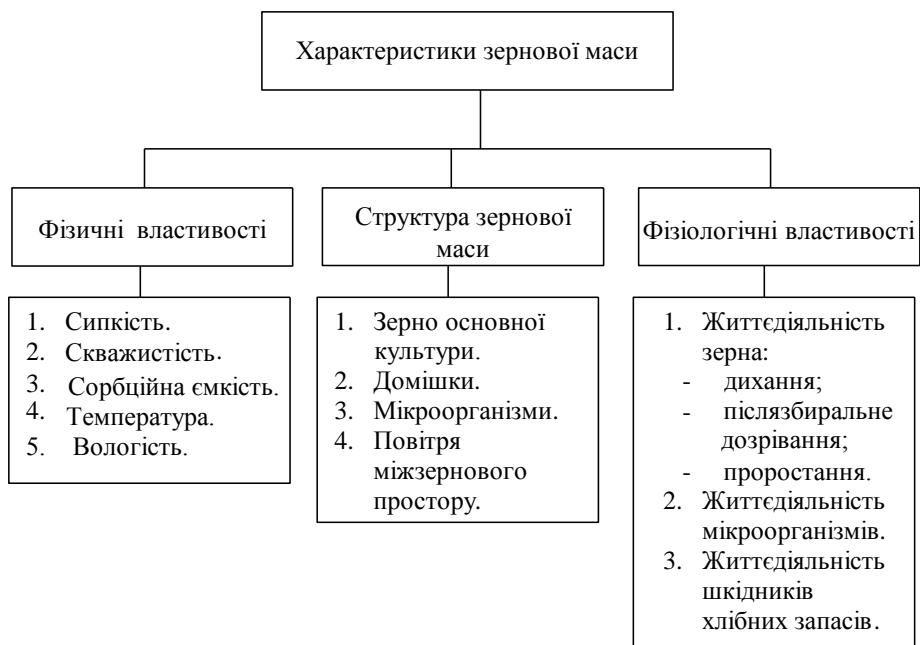 Характеристики зернової маси
Фізичні властивості
Структура зернової
маси
Фізіологічні властивості
1. Сипкість.
2. Скважистість.
3. Сорбційна ємкість.
4. Температура.
5. Вологість.
1. Зерно основної
культури.
2. Домішки.
3. Мікроорганізми.
4. Повітря
міжзернового
простору.
1. Життєдіяльність
зерна:
- дихання;
- післязбиральне
дозрівання;
- проростання.
2. Життєдіяльність
мікроорганізмів.
3. Життєдіяльність
шкідників
хлібних запасів.